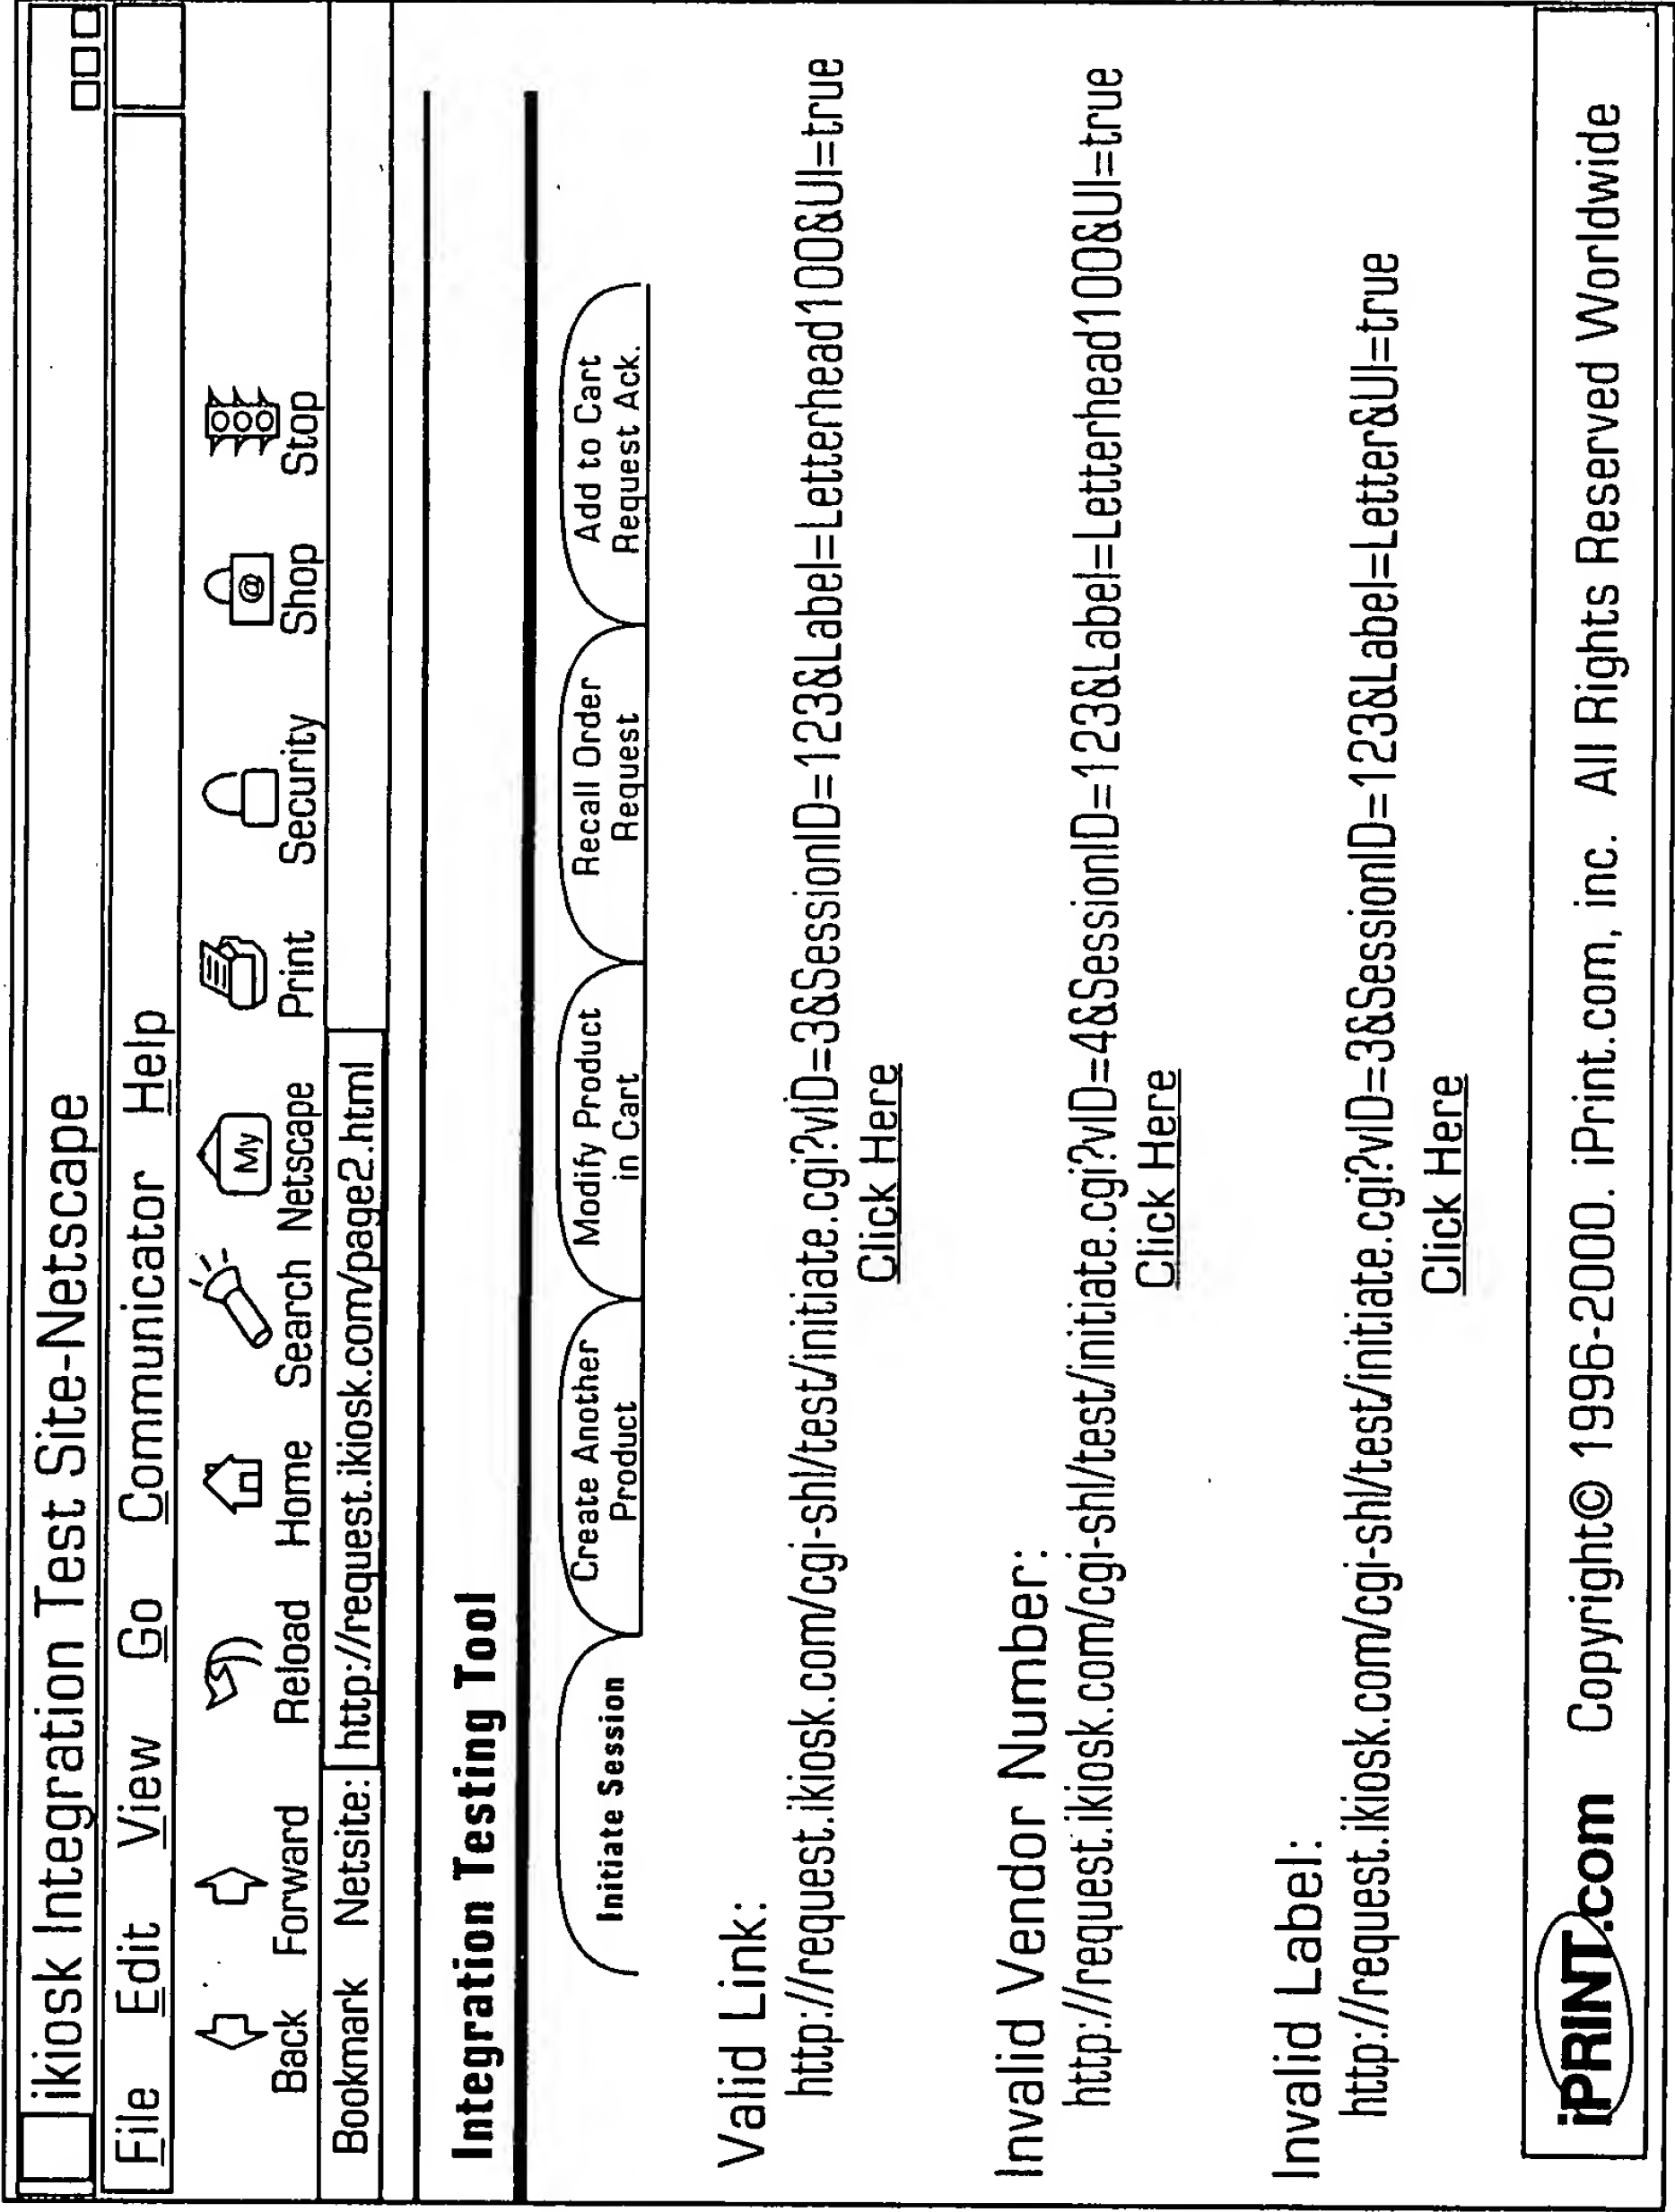 ikiosk Integration Test Site-Netscape
File Edit View Go Communicator Help
Back Forward Reload Home Search Netscape Print Security Shop Stop
My
@
Bookmark Netsite: http://request.ikiosk.com/page2.html
Integration Testing Tool
Initiate Session
Create Another
Product
Modify Product
in Cart
Recall Order
Request
Add to Cart
Request Ack.
Valid Link:
http://request.ikiosk.com/cgi-shl/test/initiate.cgi?vID=3&SessionID=123&Label=Letterhead100&UI=true
Click Here
Invalid Vendor Number:
http://request.ikiosk.com/cgi-shl/test/initiate.cgi?vID=4&SessionID=123&Label=Letterhead100&UI=true
Click Here
Invalid Label:
http://request.ikiosk.com/cgi-shl/test/initiate.cgi?vID=3&SessionID=123&Label=Letter&UI=true
Click Here
iPRINT.com Copyright© 1996-2000. iPrint.com, inc. All Rights Reserved Worldwide